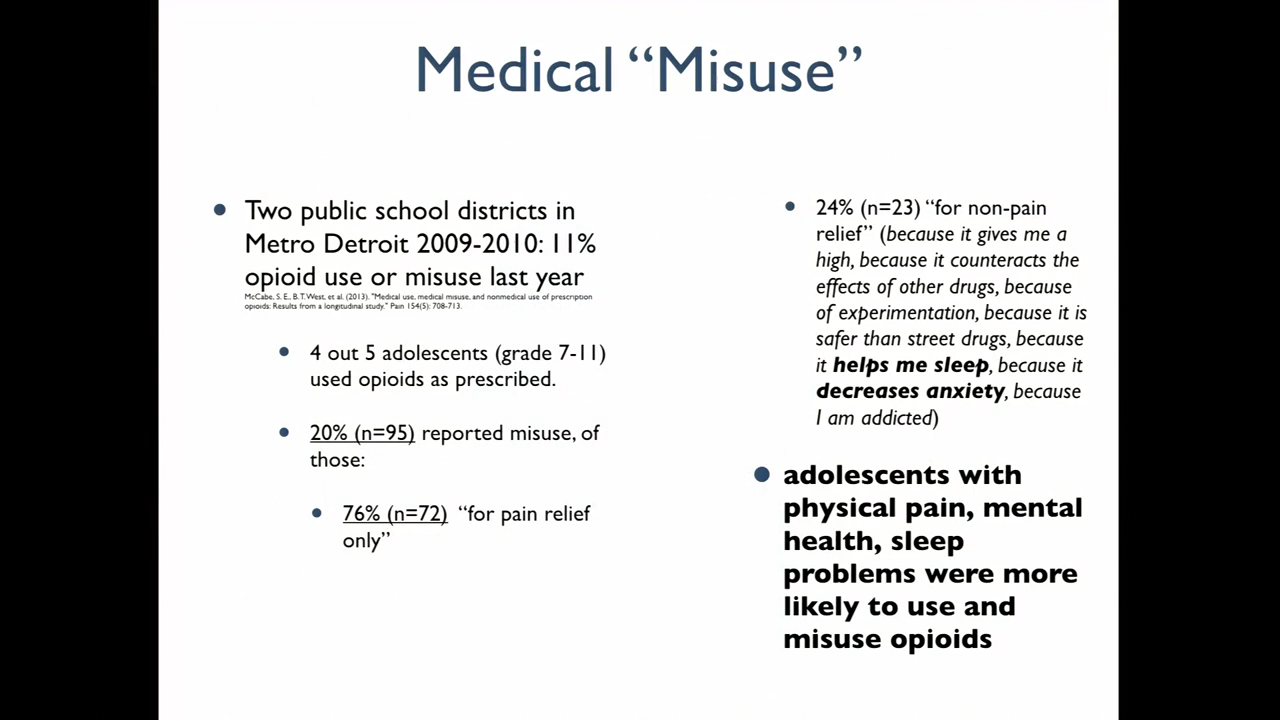 Medical “Misuse”
Two public school districts in
Metro Detroit 2009-2010: 11%
opioid use or misuse last year
McCabe, S. E., B. T. West, et al. (2013). "Medical use, medical misuse, and nonmedical use of prescription
opioids: Results from a longitudinal study." Pain 154(5): 708-713.
4 out 5 adolescents (grade 7-11)
used opioids as prescribed.
20% (n=95) reported misuse, of
those:
76% (n=72) “for pain relief
only”
24% (n=23) “for non-pain
relief” (because it gives me a
high, because it counteracts the
effects of other drugs, because
of experimentation, because it is
safer than street drugs, because
it helps me sleep, because it
decreases anxiety, because
I am addicted)
adolescents with
physical pain, mental
health, sleep
problems were more
likely to use and
misuse opioids